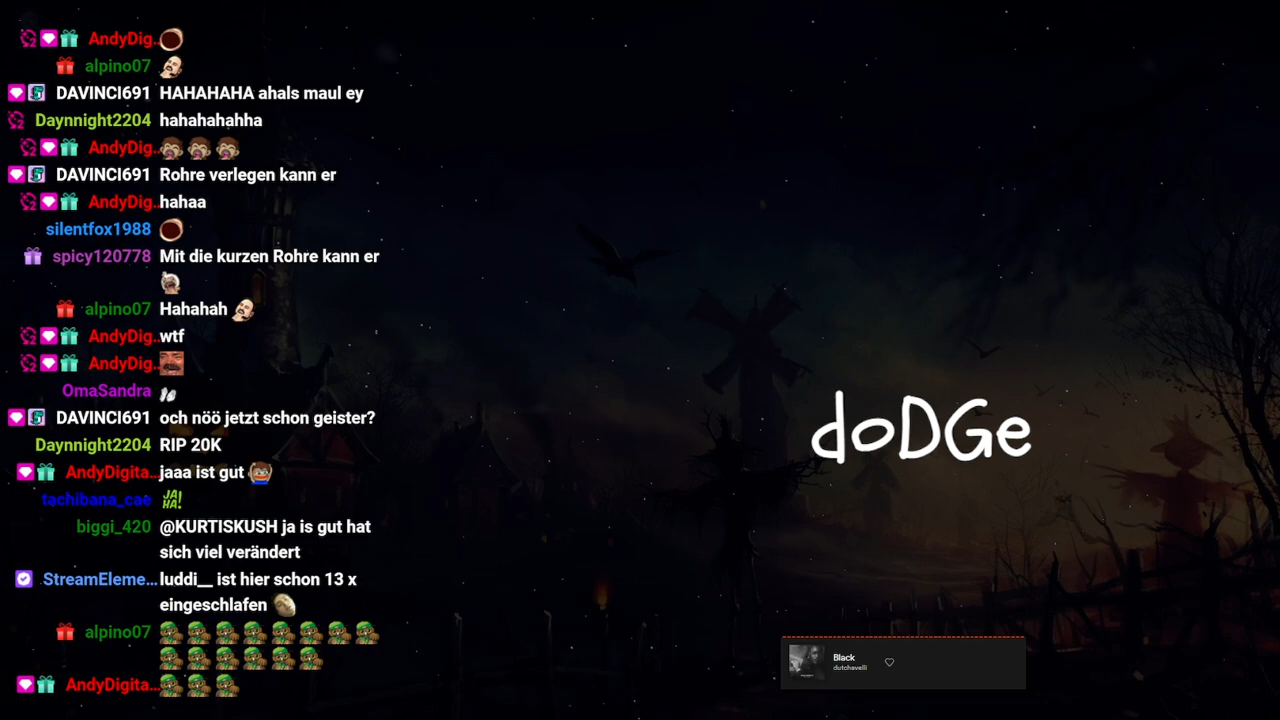 AndyDig..
alpino07
DAVINCI691 HAHAHAHA ahals maul ey
Daynnight2204 hahahahahha
AndyDig..
DAVINCI691 Rohre verlegen kann er
AndyDig.. hahaa
silentfox1988
spicy120778 Mit die kurzen Rohre kann er
alpino07 Hahahah
AndyDig.. wtf
AndyDig..
OmaSandra
DAVINCI691 och nöö jetzt schon geister?
Daynnight2204 RIP 20K
AndyDigita... jaaa ist gut
tachibana_cae JA HA!
biggi_420 @KURTISKUSH ja is gut hat
sich viel verändert
StreamEleme... luddi__ ist hier schon 13 x
eingeschlafen
alpino07
AndyDigita...
doDGe
Black
dutchavelli